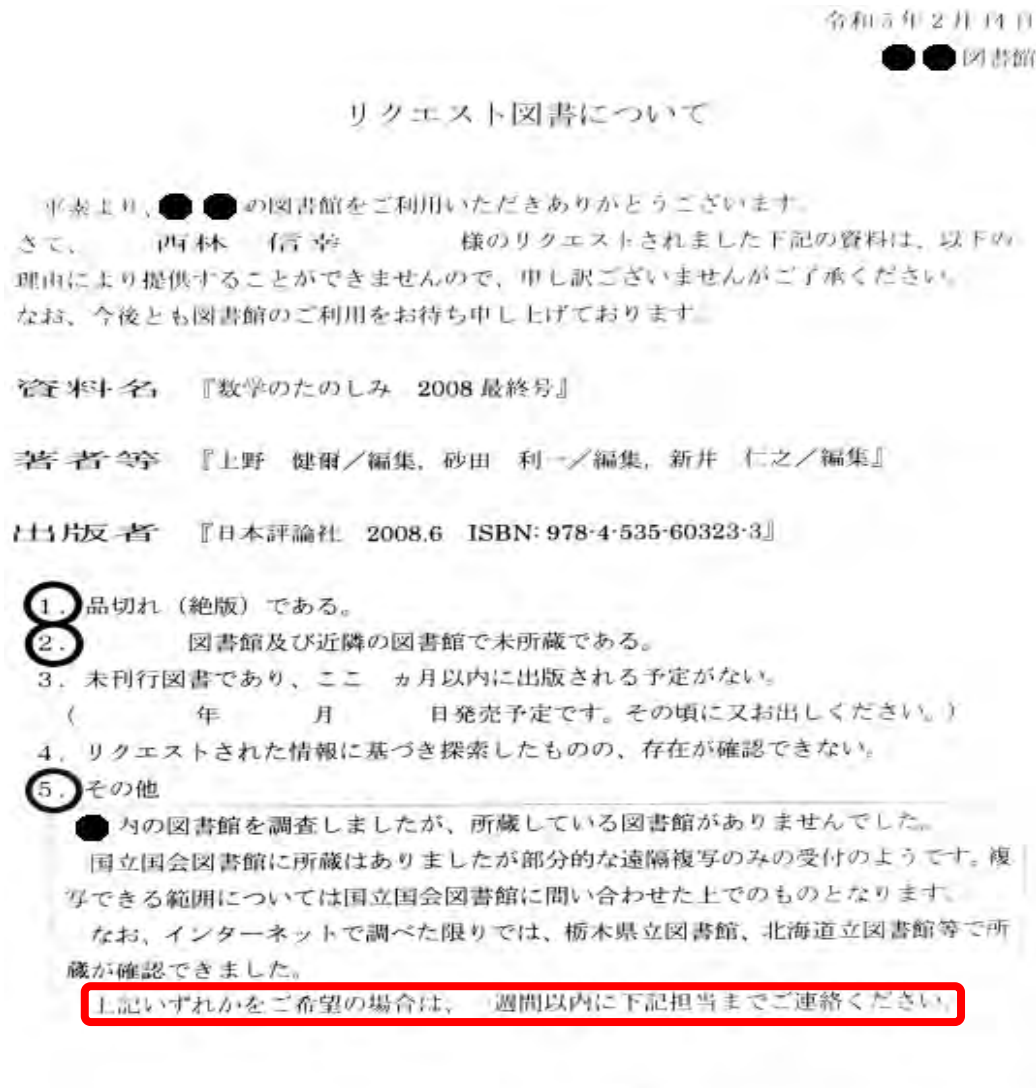 令和5年2月14日
●●図書館
リクエスト図書について
平素より、●●の図書館をご利用いただきありがとうございます。
さて、 西林 信幸 様のリクエストされました下記の資料は、以下の
理由により提供することができませんので、申し訳ございませんがご了承ください。
なお、今後とも図書館のご利用をお待ち申し上げております。
資料名 『数学のたのしみ 2008最終号』
著者等 『上野 健爾／編集, 砂田 利一／編集, 新井 仁之／編集』
出版者 『日本評論社 2008.6 ISBN: 978-4-535-60323-3』
1. 品切れ（絶版）である。
2. 図書館及び近隣の図書館で未所蔵である。
3. 未刊行図書であり、ここ ヵ月以内に出版される予定がない。
( 年 月 日発売予定です。その頃に又お出しください。)
4. リクエストされた情報に基づき探索したものの、存在が確認できない。
5. その他
●内の図書館を調査しましたが、所蔵している図書館がありませんでした。
国立国会図書館に所蔵はありましたが部分的な遠隔複写のみの受付のようです。複
写できる範囲については国立国会図書館に問い合わせた上でのものとなります。
なお、インターネットで調べた限りでは、栃木県立図書館、北海道立図書館等で所
蔵が確認できました。
上記いずれかをご希望の場合は、 週間以内に下記担当までご連絡ください。